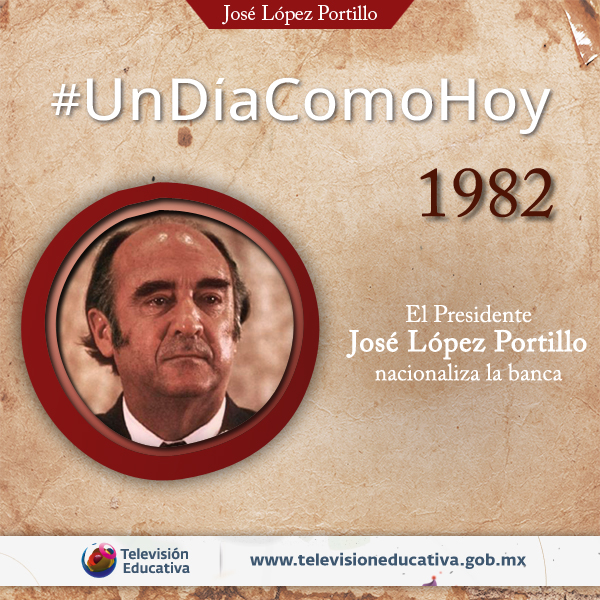 José López Portillo
#UnDíaComoHoy
1982
El Presidente
José López Portillo
nacionaliza la banca
Televisión
Educativa
www.televisioneducativa.gob.mx